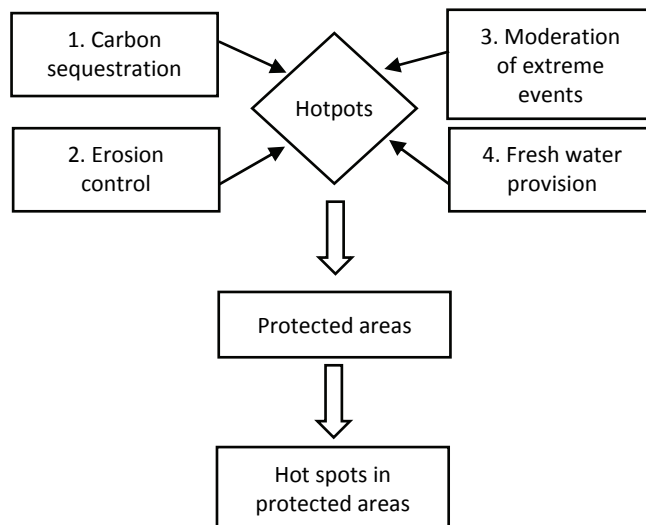 1. Carbon
sequestration
2. Erosion
control
Hotpots
3. Moderation
of extreme
events
4. Fresh water
provision
Protected areas
Hot spots in
protected areas